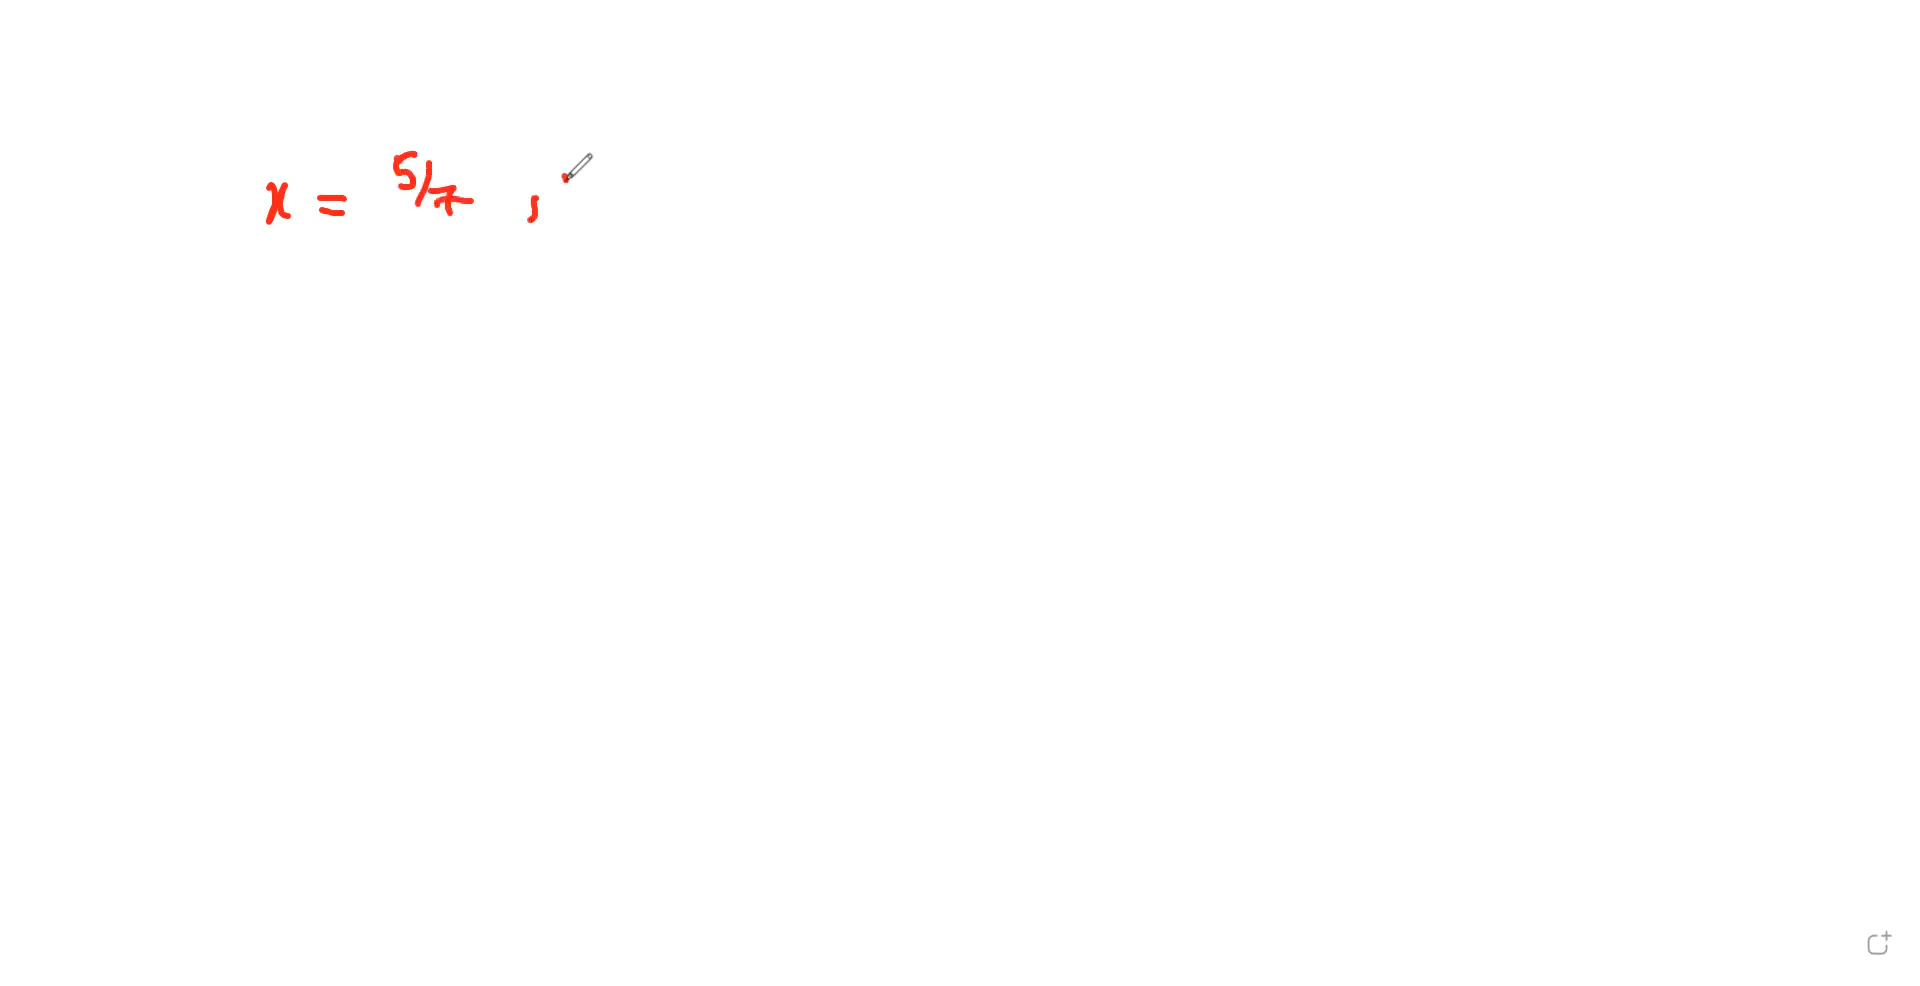 x = 5/7 ,